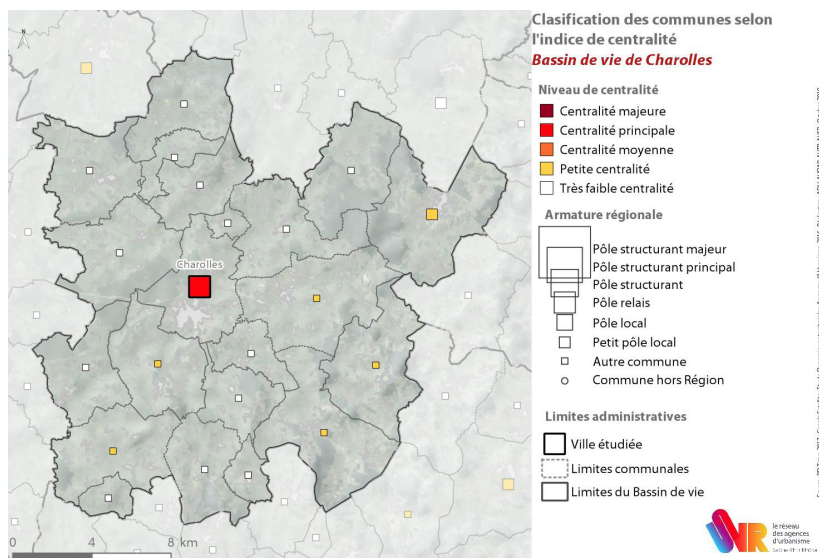 Clasification des communes selon
l'indice de centralité
Bassin de vie de Charolles
Niveau de centralité
Centralité majeure
Centralité principale
Centralité moyenne
Petite centralité
Très faible centralité
Armature régionale
Pôle structurant majeur
Pôle structurant principal
Pôle structurant
Pôle relais
Pôle local
Petit pôle local
Autre commune
Commune hors Région
Limites administratives
Ville étudiée
Limites communales
Limites du Bassin de vie
N
Charolles
0 4 8 km
le réseau
des agences
d'urbanisme